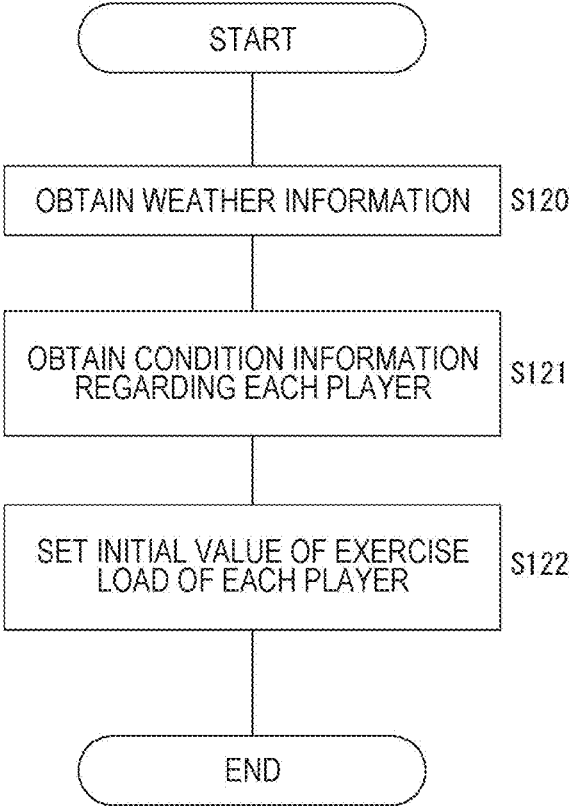 START
OBTAIN WEATHER INFORMATION
S120
OBTAIN CONDITION INFORMATION
REGARDING EACH PLAYER
S121
SET INITIAL VALUE OF EXERCISE
LOAD OF EACH PLAYER
S122
END